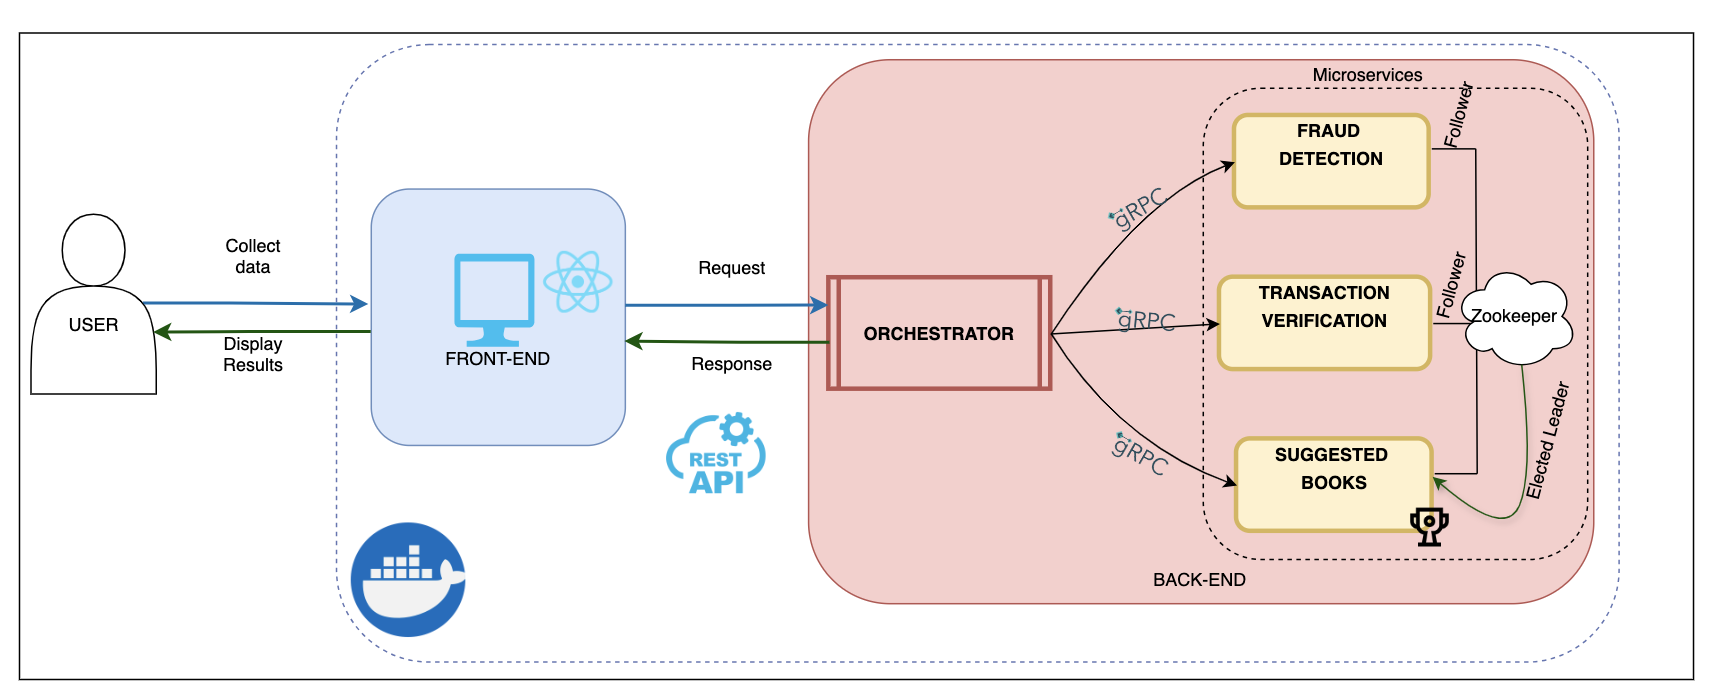 Microservices
FRAUD
DETECTION
Follower
gRPC
Collect
data
USER
Display
Results
FRONT-END
Request
Response
REST
API
ORCHESTRATOR
gRPC
TRANSACTION
VERIFICATION
Follower
Zookeeper
gRPC
SUGGESTED
BOOKS
Elected Leader
BACK-END